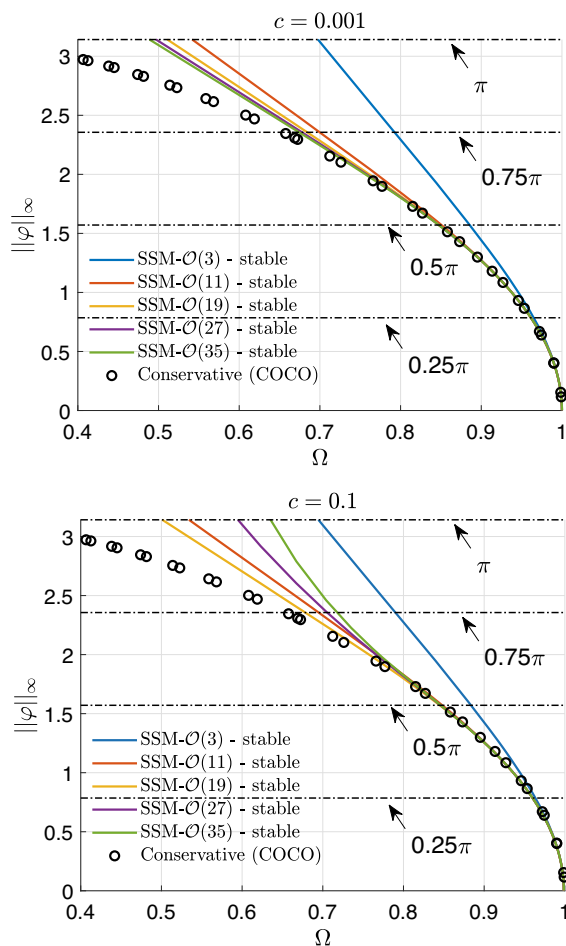 c = 0.001
3
2.5
2
1.5
1
0.5
0
||φ||∞
π
0.75π
0.5π
0.25π
SSM-O(3) - stable
SSM-O(11) - stable
SSM-O(19) - stable
SSM-O(27) - stable
SSM-O(35) - stable
Conservative (COCO)
0.4 0.5 0.6 0.7 0.8 0.9 1
Ω
c = 0.1
3
2.5
2
1.5
1
0.5
0
||φ||∞
π
0.75π
0.5π
0.25π
SSM-O(3) - stable
SSM-O(11) - stable
SSM-O(19) - stable
SSM-O(27) - stable
SSM-O(35) - stable
Conservative (COCO)
0.4 0.5 0.6 0.7 0.8 0.9 1
Ω